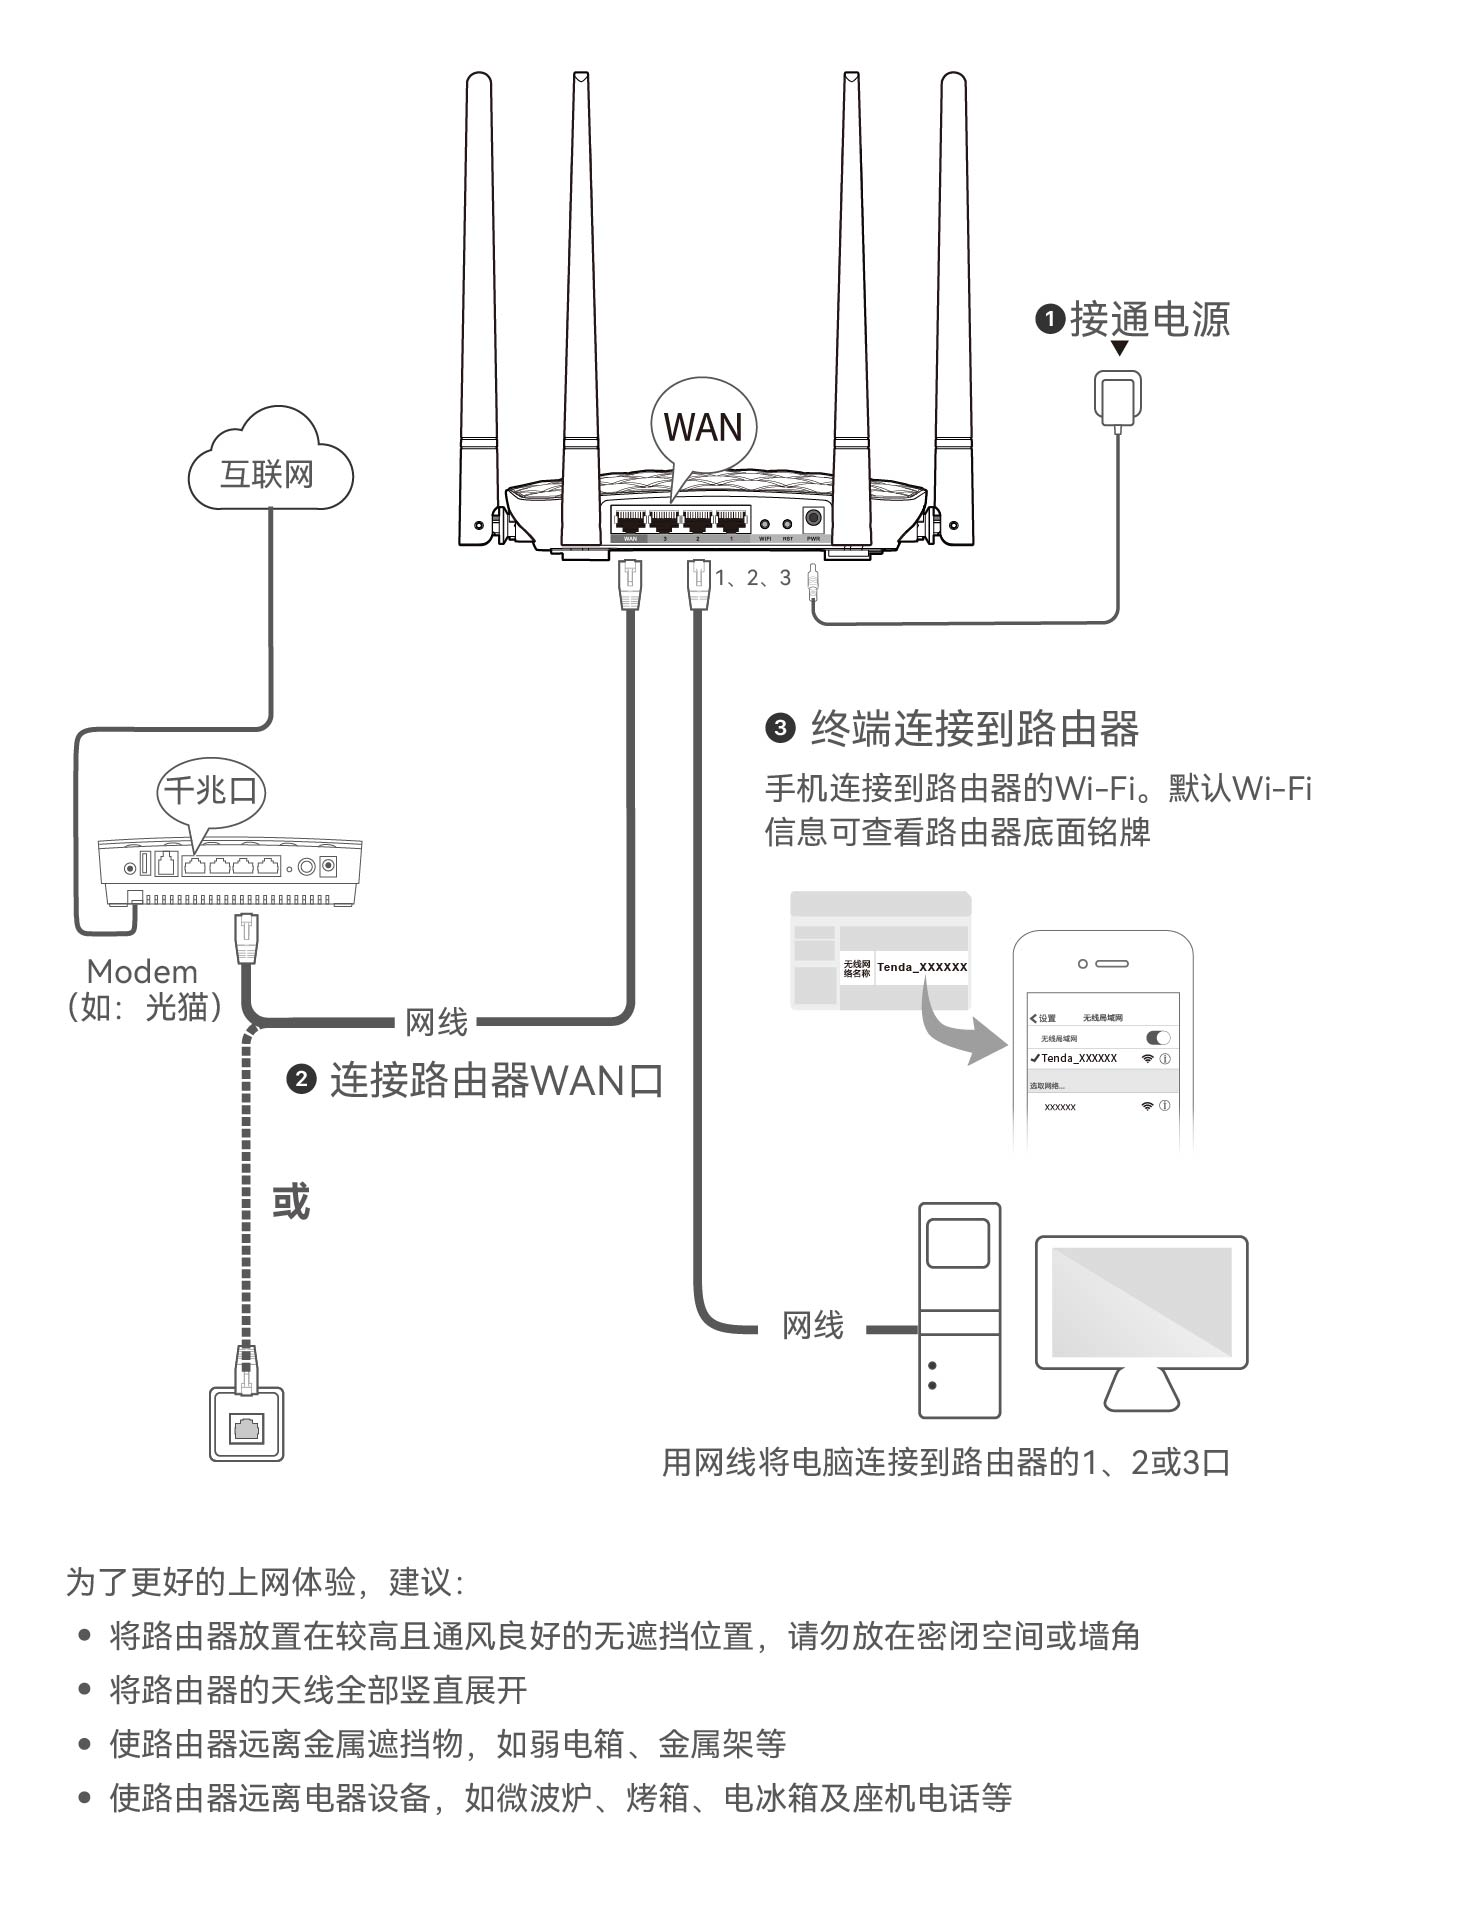 WAN
❶接通电源
互联网
WAN 3 2 1 WIFI RST PWR
1、2、3
❸ 终端连接到路由器
手机连接到路由器的Wi-Fi。默认Wi-Fi
信息可查看路由器底面铭牌
千兆口
Modem
(如：光猫)
网线
❷ 连接路由器WAN口
无线网
络名称
Tenda_XXXXXX
设置 无线局域网
无线局域网
Tenda_XXXXXX
选取网络...
XXXXXX
或
网线
用网线将电脑连接到路由器的1、2或3口
为了更好的上网体验，建议：
• 将路由器放置在较高且通风良好的无遮挡位置，请勿放在密闭空间或墙角
• 将路由器的天线全部竖直展开
• 使路由器远离金属遮挡物，如弱电箱、金属架等
• 使路由器远离电器设备，如微波炉、烤箱、电冰箱及座机电话等